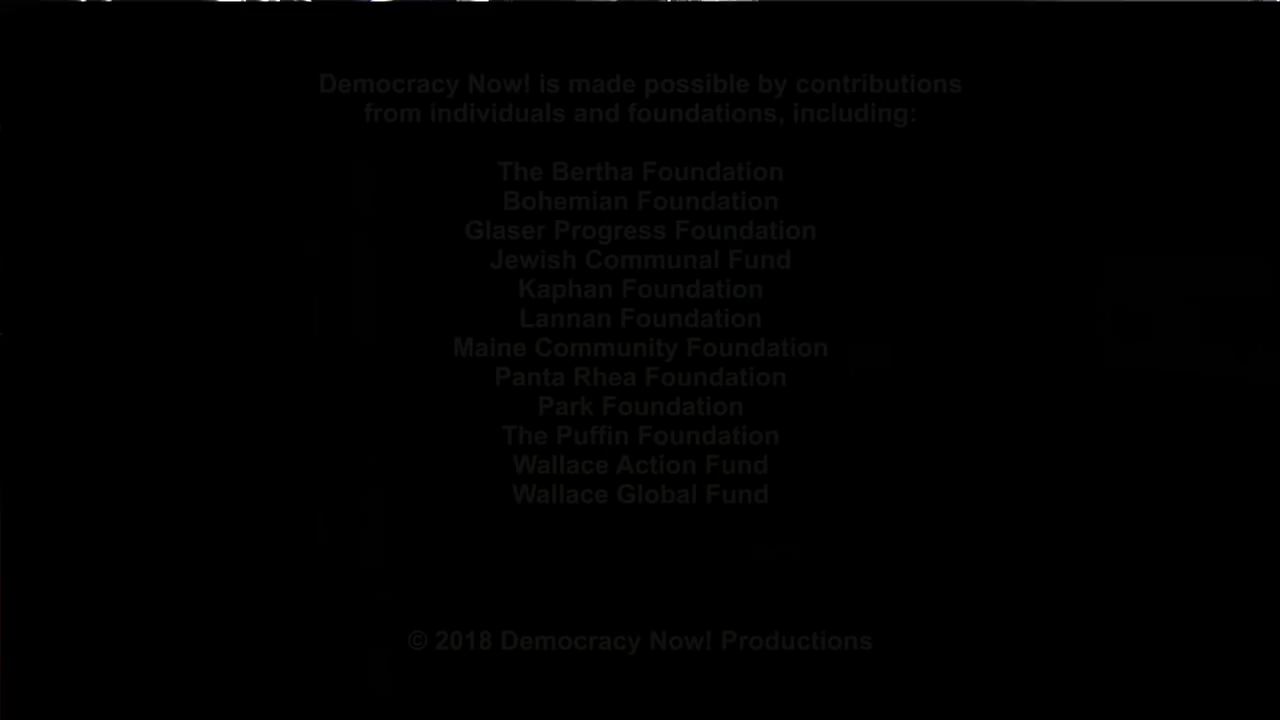 Democracy Now! is made possible by contributions
from individuals and foundations, including:
The Bertha Foundation
Bohemian Foundation
Glaser Progress Foundation
Jewish Communal Fund
Kaphan Foundation
Lannan Foundation
Maine Community Foundation
Panta Rhea Foundation
Park Foundation
The Puffin Foundation
Wallace Action Fund
Wallace Global Fund
© 2018 Democracy Now! Productions